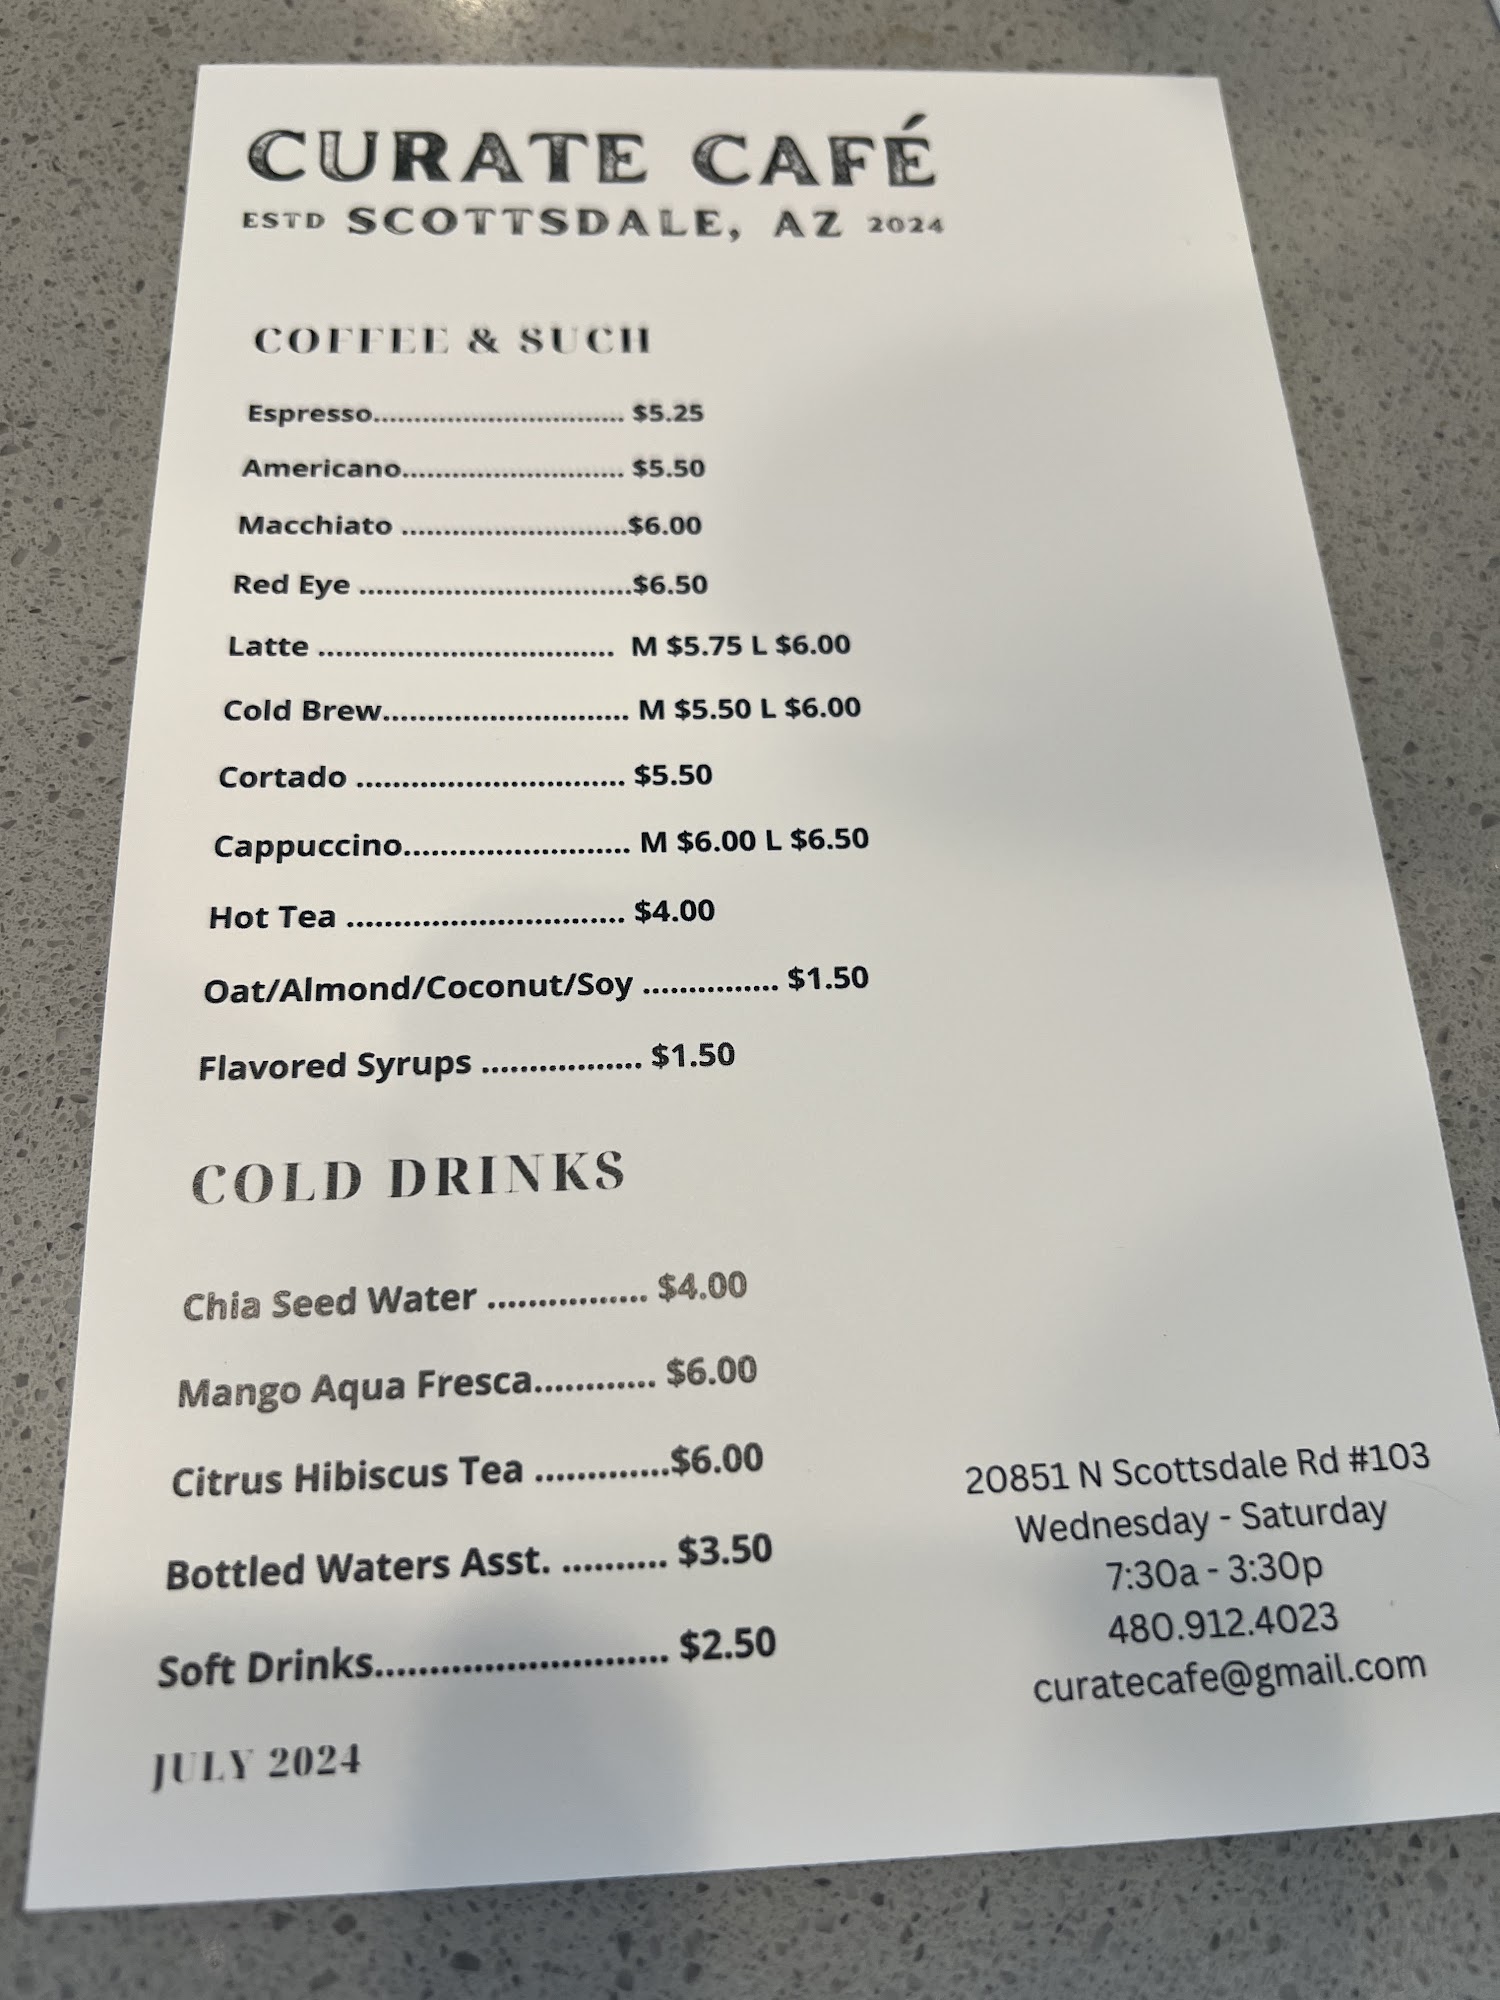 CURATE CAFÉ
ESTD SCOTTSDALE, AZ 2024
COFFEE & SUCH
Espresso............................... $5.25
Americano........................... $5.50
Macchiato ............................$6.00
Red Eye .................................$6.50
Latte .................................. M $5.75 L $6.00
Cold Brew............................ M $5.50 L $6.00
Cortado .............................. $5.50
Cappuccino......................... M $6.00 L $6.50
Hot Tea ............................. $4.00
Oat/Almond/Coconut/Soy ............... $1.50
Flavored Syrups ................. $1.50
COLD DRINKS
Chia Seed Water ................ $4.00
Mango Aqua Fresca............ $6.00
Citrus Hibiscus Tea .............$6.00
Bottled Waters Asst. .......... $3.50
Soft Drinks........................... $2.50
JULY 2024
20851 N Scottsdale Rd #103
Wednesday - Saturday
7:30a - 3:30p
480.912.4023
curatecafe@gmail.com